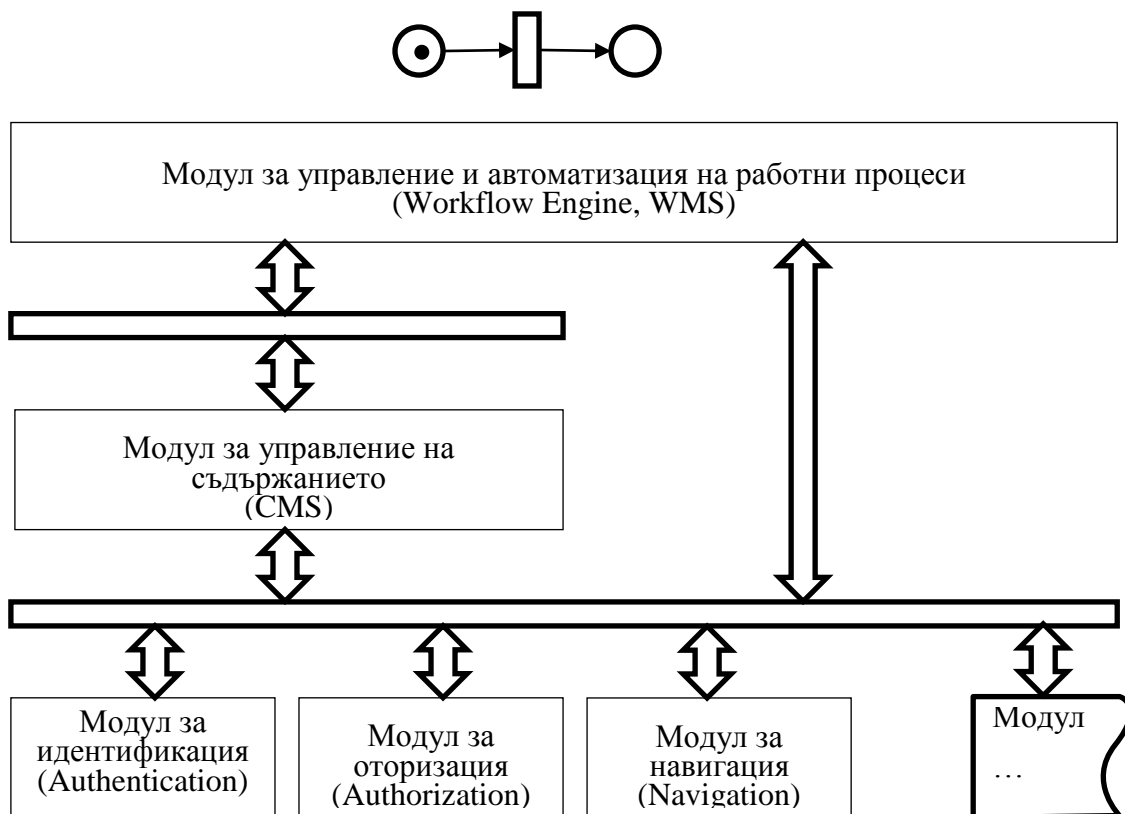 Модул за управление и автоматизация на работни процеси
(Workflow Engine, WMS)
Модул за управление на
съдържанието
(CMS)
Модул за
идентификация
(Authentication)
Модул за
оторизация
(Authorization)
Модул за
навигация
(Navigation)
Модул
…